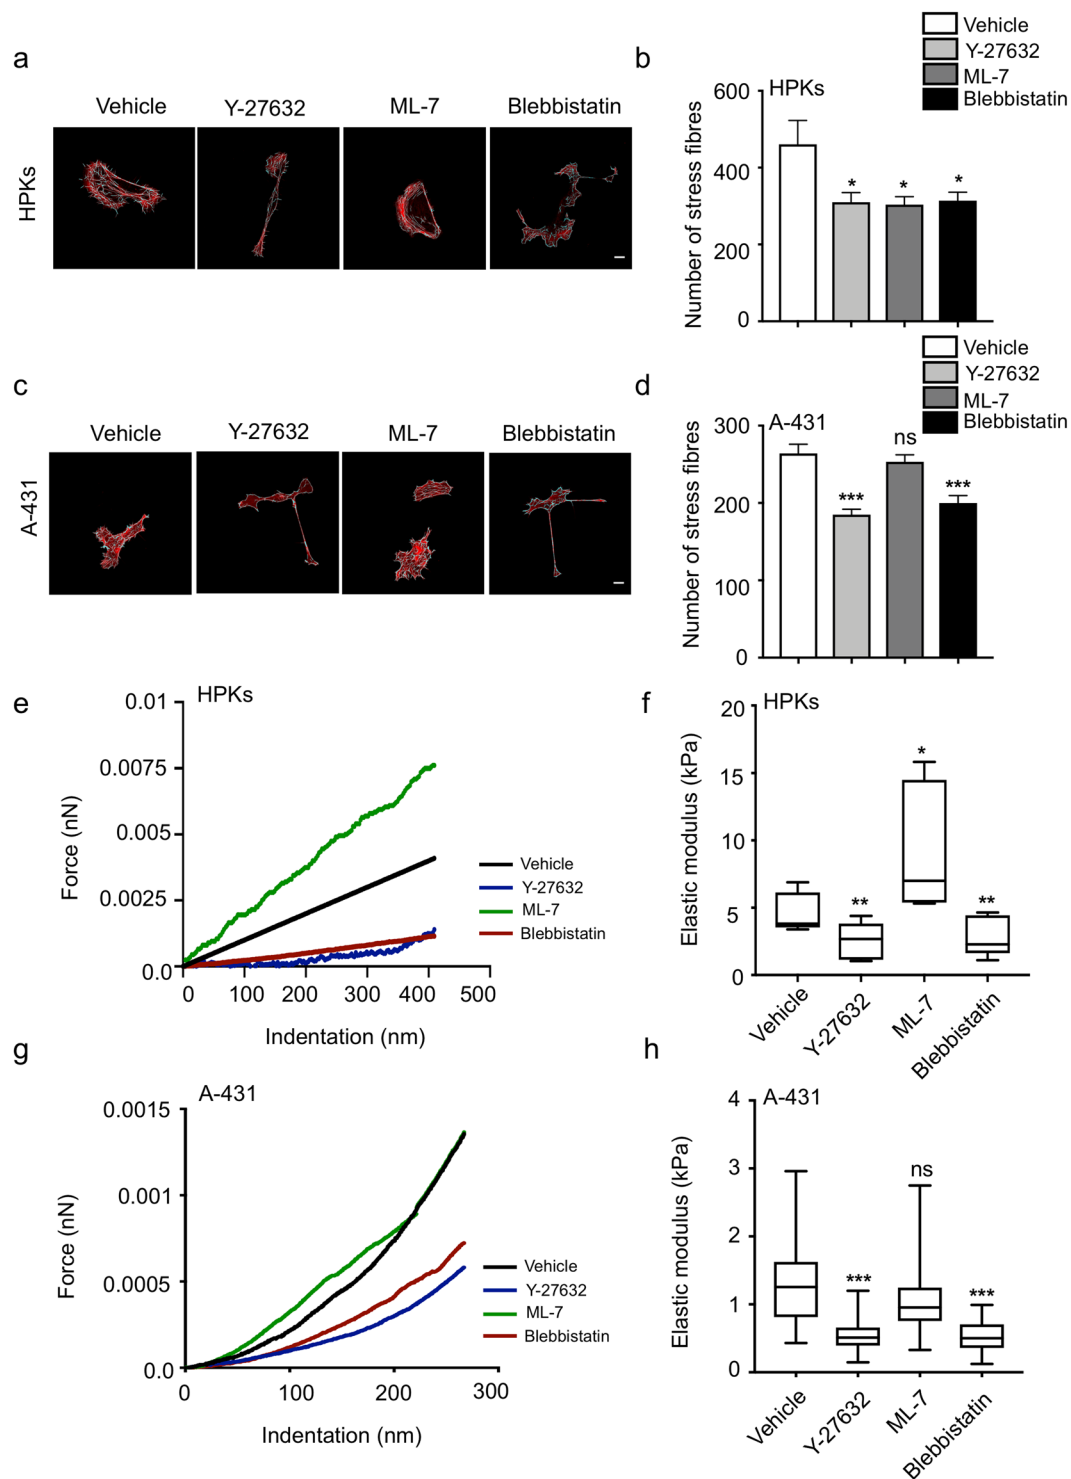 a
Vehicle
Y-27632
ML-7
Blebbistatin
HPKs
b
Vehicle
Y-27632
ML-7
Blebbistatin
HPKs
Number of stress fibres
600
400
200
0
*
*
*
c
Vehicle
Y-27632
ML-7
Blebbistatin
A-431
d
Vehicle
Y-27632
ML-7
Blebbistatin
A-431
Number of stress fibres
300
200
100
0
***
ns
***
e
HPKs
Force (nN)
0.01
0.0075
0.005
0.0025
0.0
0 100 200 300 400 500
Indentation (nm)
Vehicle
Y-27632
ML-7
Blebbistatin
f
HPKs
Elastic modulus (kPa)
20
15
10
5
0
**
*
**
Vehicle
Y-27632
ML-7
Blebbistatin
g
A-431
Force (nN)
0.0015
0.001
0.0005
0.0
0 100 200 300
Indentation (nm)
Vehicle
Y-27632
ML-7
Blebbistatin
h
A-431
Elastic modulus (kPa)
4
3
2
1
0
***
ns
***
Vehicle
Y-27632
ML-7
Blebbistatin